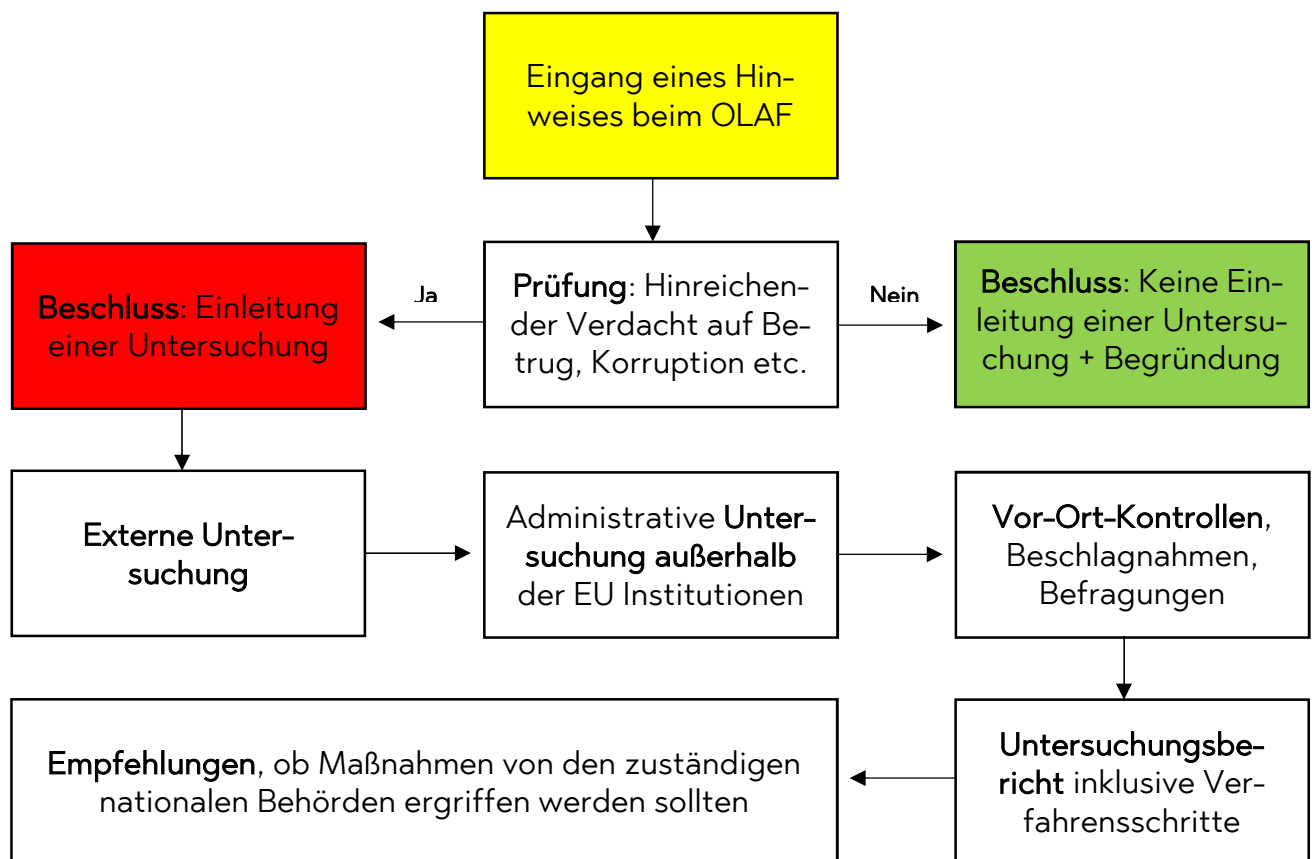 Eingang eines Hin-
weises beim OLAF
Beschluss: Einleitung
einer Untersuchung
Ja
Prüfung: Hinreichen-
der Verdacht auf Be-
trug, Korruption etc.
Nein
Beschluss: Keine Ein-
leitung einer Untersu-
chung + Begründung
Externe Unter-
suchung
Administrative Unter-
suchung außerhalb
der EU Institutionen
Vor-Ort-Kontrollen,
Beschlagnahmen,
Befragungen
Empfehlungen, ob Maßnahmen von den zuständigen
nationalen Behörden ergriffen werden sollten
Untersuchungsbe-
richt inklusive Ver-
fahrensschritte